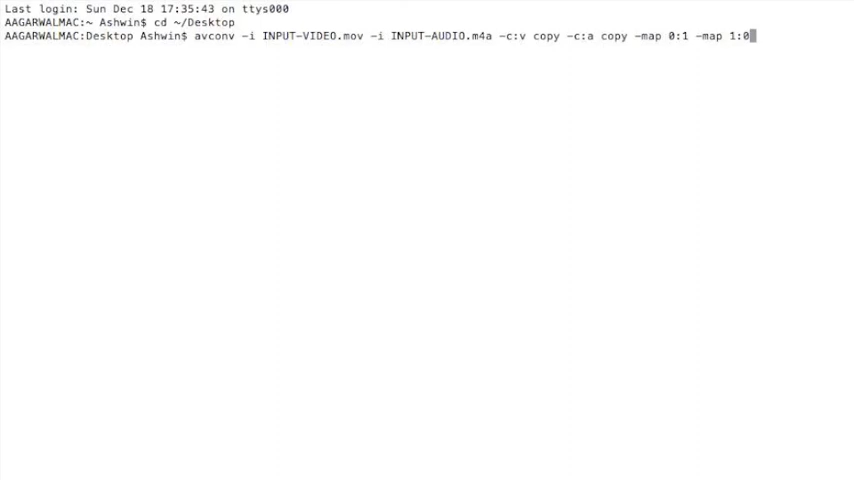 Last login: Sun Dec 18 17:35:43 on ttys000
AAGARWALMAC:~ Ashwin$ cd ~/Desktop
AAGARWALMAC:Desktop Ashwin$ avconv -i INPUT-VIDEO.mov -i INPUT-AUDIO.m4a -c:v copy -c:a copy -map 0:1 -map 1:0